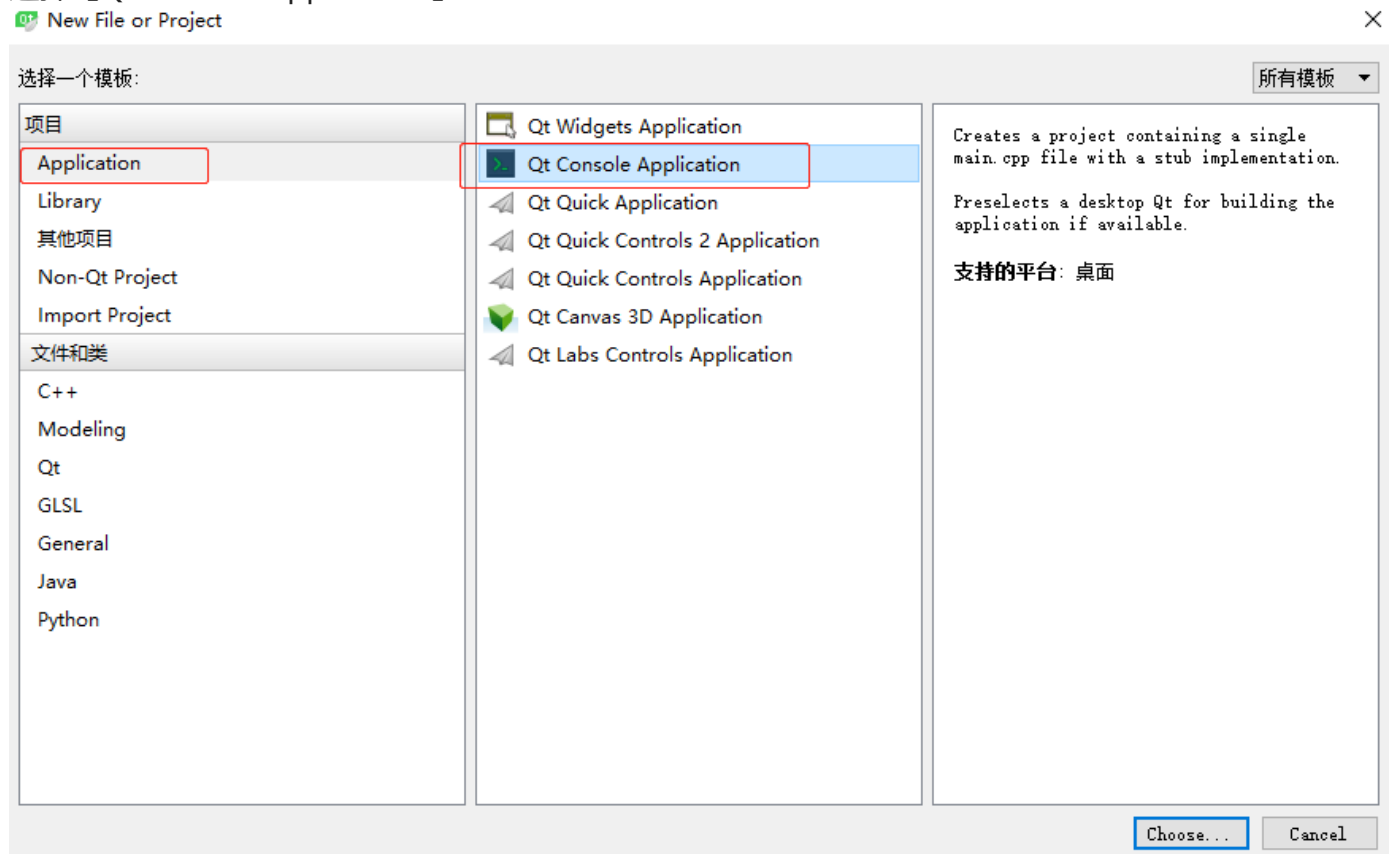 New File or Project
选择一个模板:
所有模板
项目
Application
Library
其他项目
Non-Qt Project
Import Project
文件和类
C++
Modeling
Qt
GLSL
General
Java
Python
Qt Widgets Application
Qt Console Application
Qt Quick Application
Qt Quick Controls 2 Application
Qt Quick Controls Application
Qt Canvas 3D Application
Qt Labs Controls Application
Creates a project containing a single
main.cpp file with a stub implementation.
Preselects a desktop Qt for building the
application if available.
支持的平台: 桌面
Choose...
Cancel